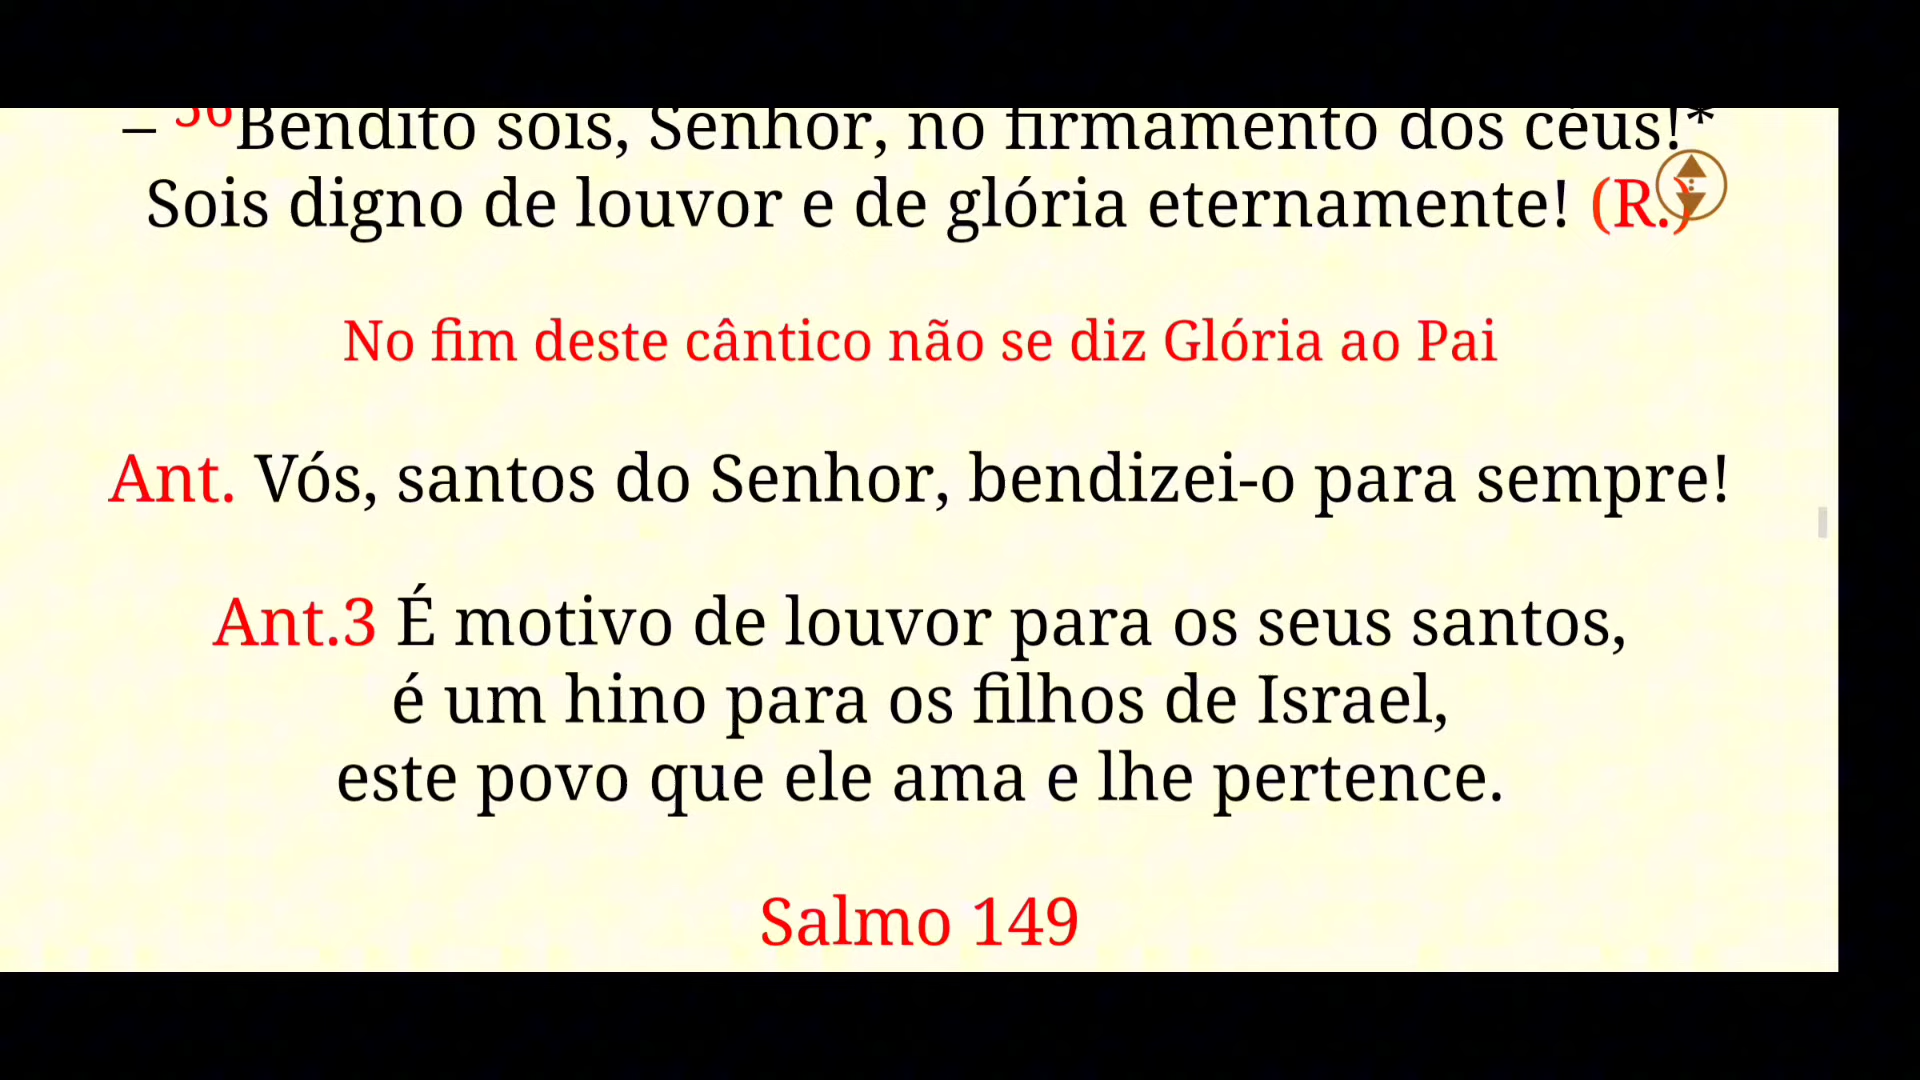 – 56Bendito sois, Senhor, no firmamento dos céus!*
Sois digno de louvor e de glória eternamente! (R.)
No fim deste cântico não se diz Glória ao Pai
Ant. Vós, santos do Senhor, bendizei-o para sempre!
Ant.3 É motivo de louvor para os seus santos,
é um hino para os filhos de Israel,
este povo que ele ama e lhe pertence.
Salmo 149